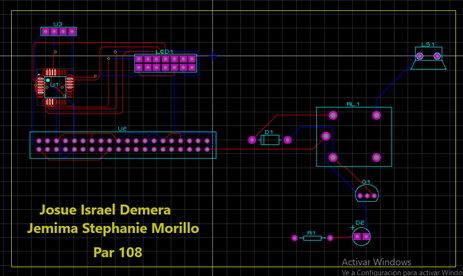 U3
LCD1
LS1
U1
RL1
U2
D1
Q1
D2
R1
Josue Israel Demera
Jemima Stephanie Morillo
Par 108
Activar Windows
Ve a Configuración para activar Window